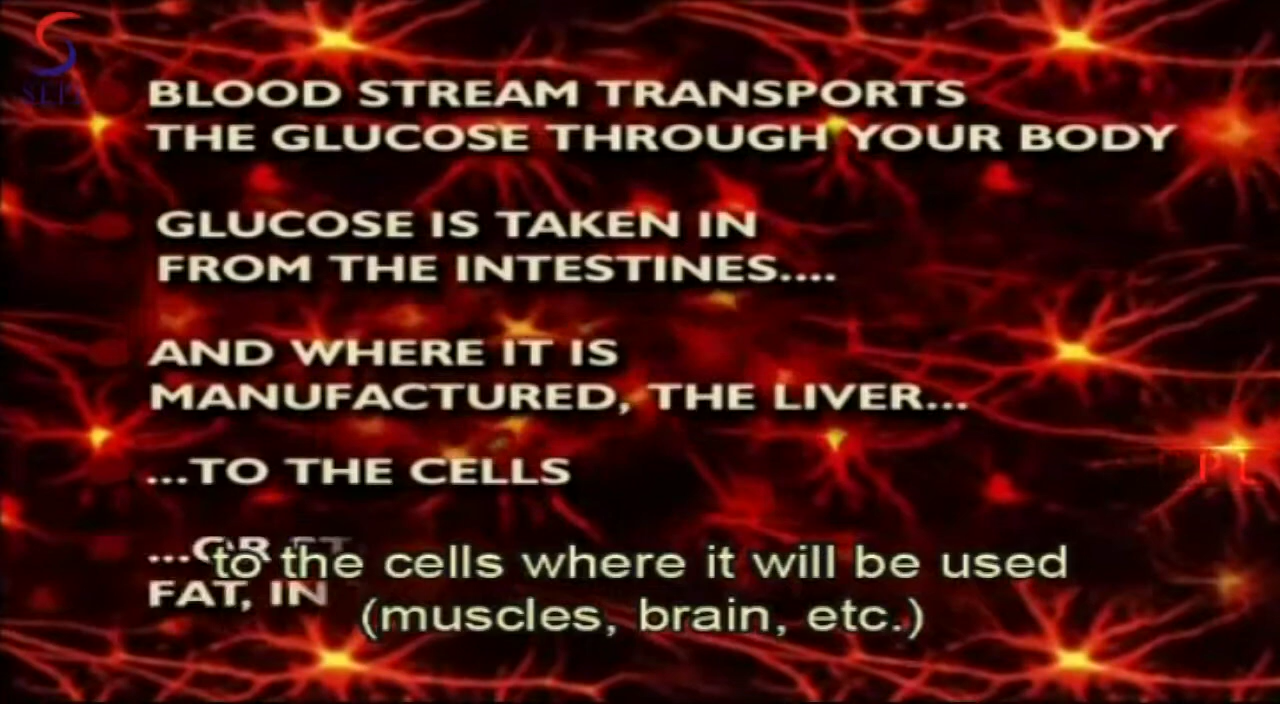 BLOOD STREAM TRANSPORTS
THE GLUCOSE THROUGH YOUR BODY
GLUCOSE IS TAKEN IN
FROM THE INTESTINES....
AND WHERE IT IS
MANUFACTURED, THE LIVER...
...TO THE CELLS
...OR
FAT, IN
to the cells where it will be used
(muscles, brain, etc.)